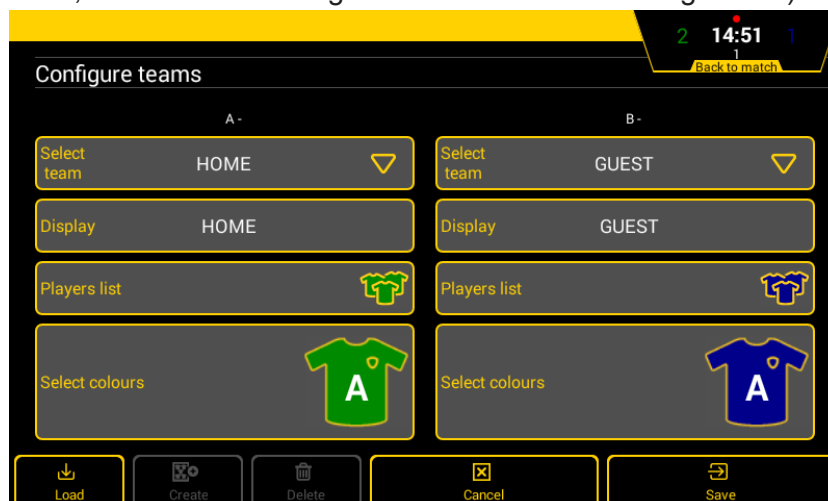 2 14:51 1
1
Back to match
Configure teams
A - B -
Select team HOME Select team GUEST
Display HOME Display GUEST
Players list Players list
Select colours A Select colours A
Load Create Delete Cancel Save